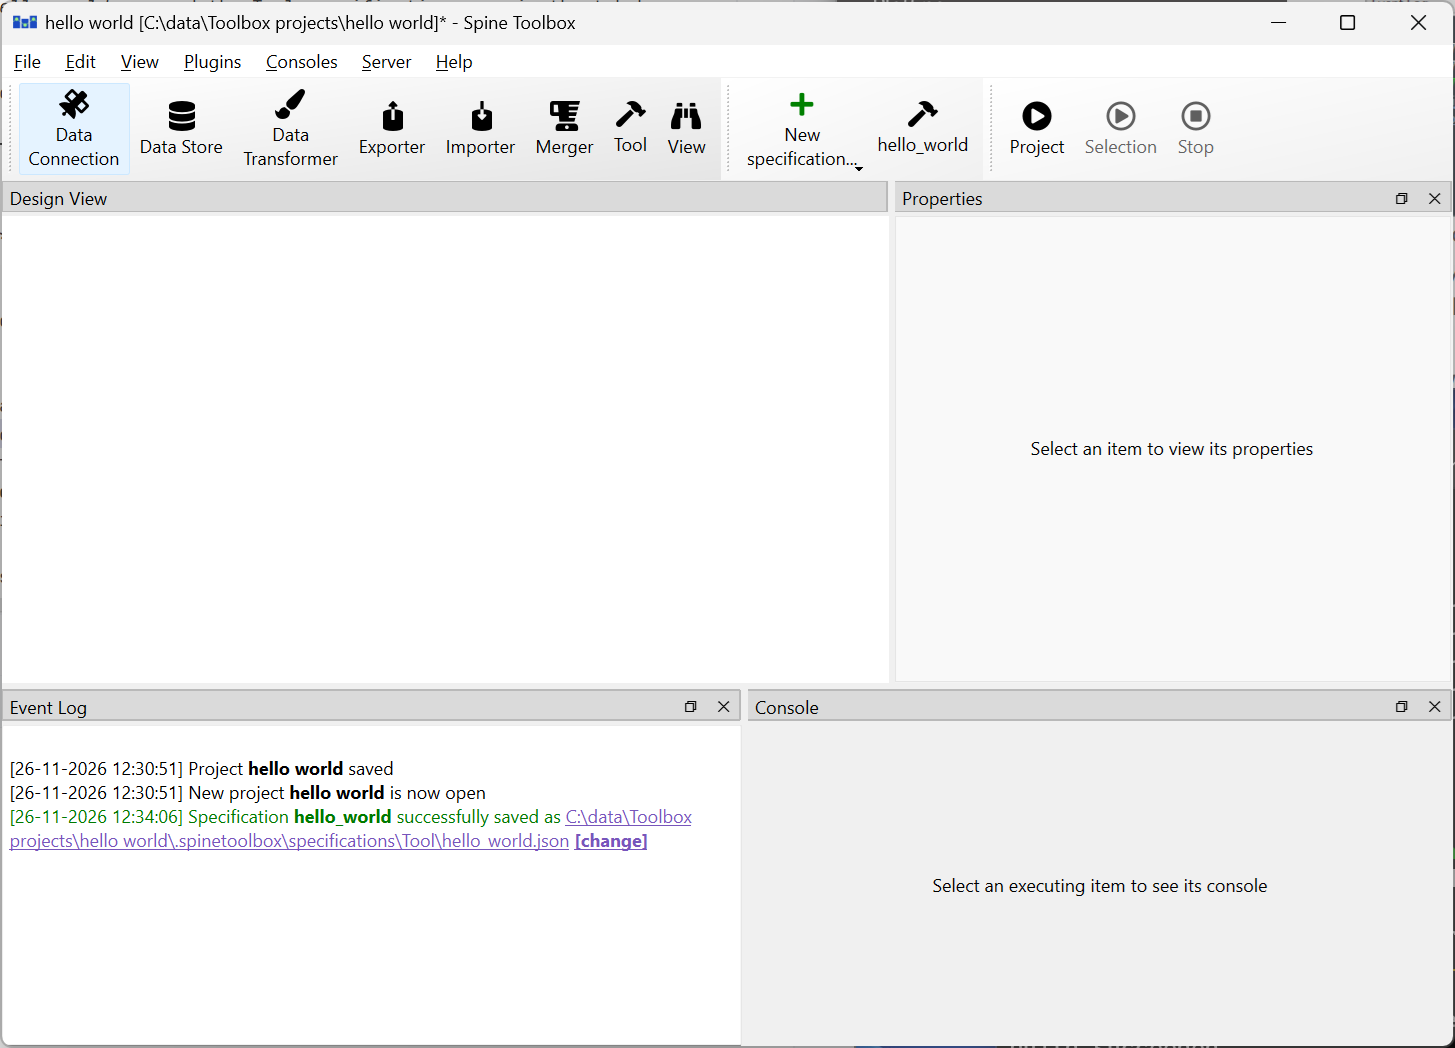 hello world [C:\data\Toolbox projects\hello world]* - Spine Toolbox
File Edit View Plugins Consoles Server Help
Data Connection
Data Store
Data Transformer
Exporter
Importer
Merger
Tool
View
New specification...
hello_world
Project
Selection
Stop
Design View
Properties
Select an item to view its properties
Event Log
[26-11-2026 12:30:51] Project hello world saved
[26-11-2026 12:30:51] New project hello world is now open
[26-11-2026 12:34:06] Specification hello_world successfully saved as C:\data\Toolbox
projects\hello world\.spinetoolbox\specifications\Tool\hello_world.json [change]
Console
Select an executing item to see its console